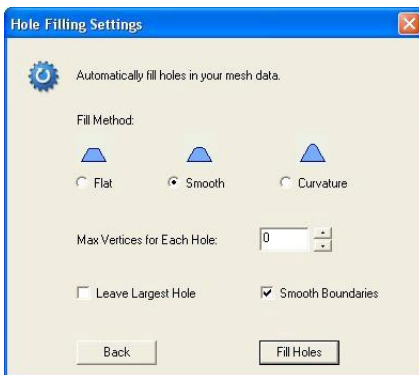 Hole Filling Settings
Automatically fill holes in your mesh data.
Fill Method:
Flat Smooth Curvature
Max Vertices for Each Hole: 0
Leave Largest Hole Smooth Boundaries
Back Fill Holes